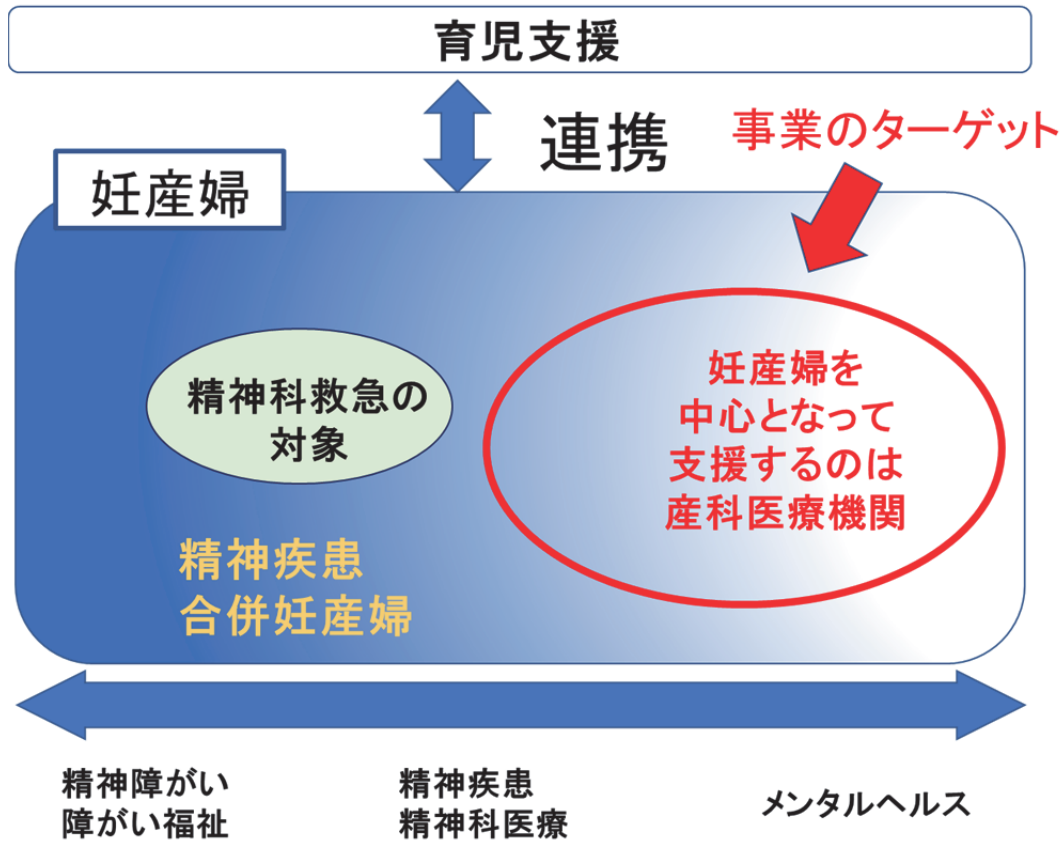 育児支援
連携
事業のターゲット
妊産婦
精神科救急の
対象
妊産婦を
中心となって
支援するのは
産科医療機関
精神疾患
合併妊産婦
精神障がい
障がい福祉
精神疾患
精神科医療
メンタルヘルス